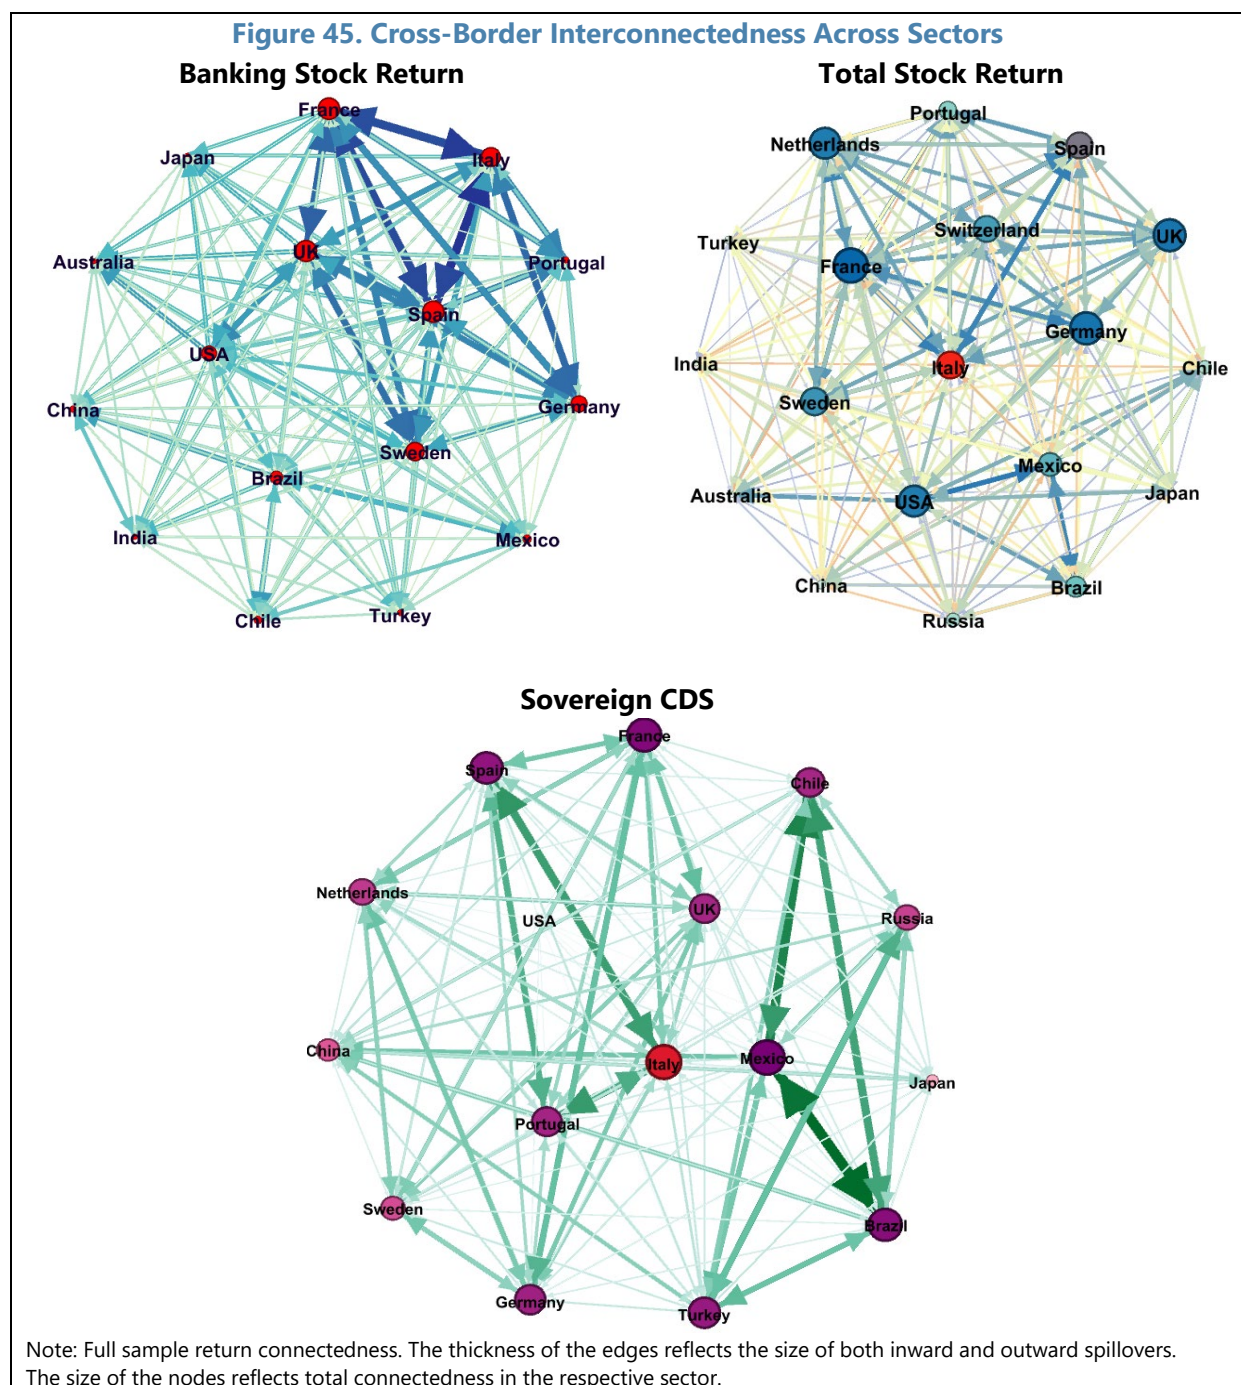 Figure 45. Cross-Border Interconnectedness Across Sectors
Banking Stock Return
France
Japan
Italy
UK
Australia
Portugal
Spain
USA
China
Germany
Sweden
Brazil
India
Mexico
Chile
Turkey
Total Stock Return
Portugal
Netherlands
Spain
Switzerland
UK
Turkey
France
Germany
India
Italy
Chile
Sweden
Mexico
Australia
USA
Japan
China
Brazil
Russia
Sovereign CDS
France
Spain
Chile
Netherlands
UK
USA
Russia
China
Italy
Mexico
Japan
Portugal
Sweden
Brazil
Germany
Turkey
Note: Full sample return connectedness. The thickness of the edges reflects the size of both inward and outward spillovers.
The size of the nodes reflects total connectedness in the respective sector.